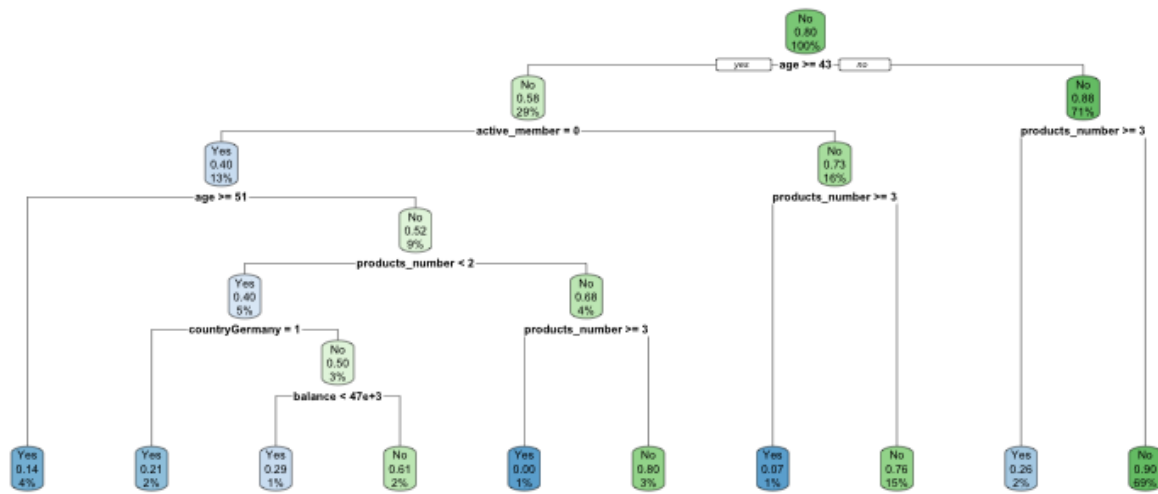 No
0.80
100%
yes age >= 43 no
No
0.58
29%
No
0.88
71%
active_member = 0
products_number >= 3
Yes
0.40
13%
No
0.73
16%
age >= 51
products_number >= 3
No
0.52
9%
products_number < 2
Yes
0.40
5%
No
0.68
4%
countryGermany = 1
products_number >= 3
No
0.50
3%
balance < 47e+3
Yes
0.14
4%
Yes
0.21
2%
Yes
0.29
1%
No
0.61
2%
Yes
0.00
1%
No
0.80
3%
Yes
0.07
1%
No
0.76
15%
Yes
0.26
2%
No
0.90
69%